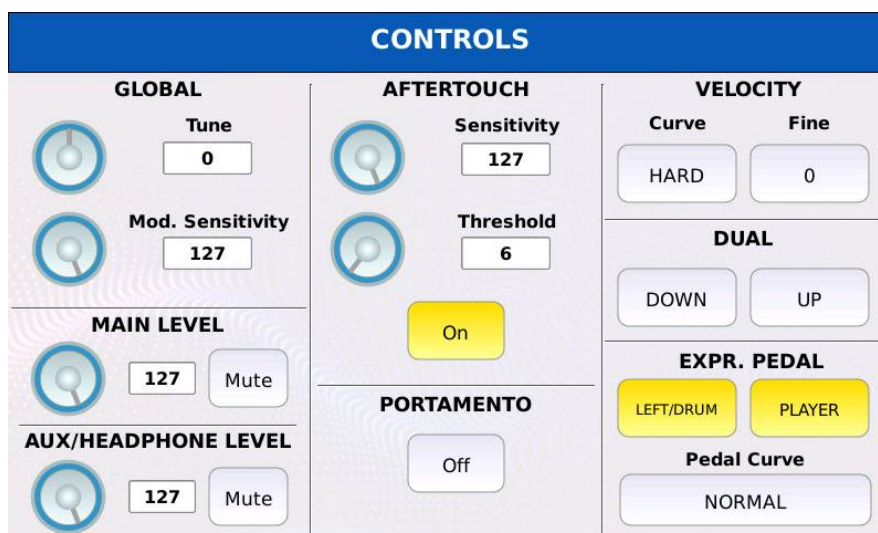 CONTROLS
GLOBAL
Tune
0
Mod. Sensitivity
127
MAIN LEVEL
127 Mute
AUX/HEADPHONE LEVEL
127 Mute
AFTERTOUCH
Sensitivity
127
Threshold
6
On
PORTAMENTO
Off
VELOCITY
Curve Fine
HARD 0
DUAL
DOWN UP
EXPR. PEDAL
LEFT/DRUM PLAYER
Pedal Curve
NORMAL